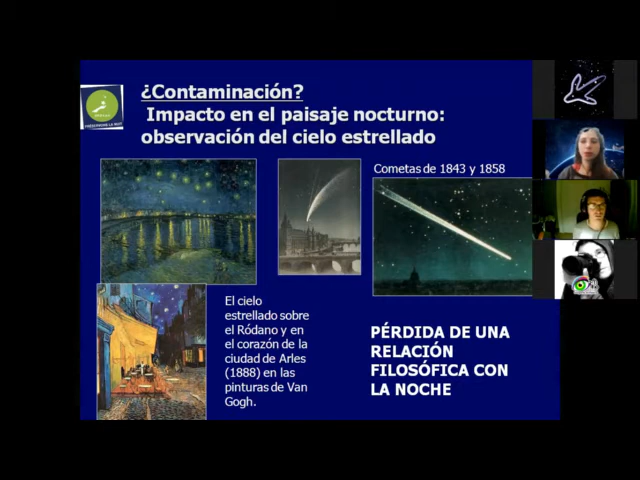 ¿Contaminación?
Impacto en el paisaje nocturno:
observación del cielo estrellado
Cometas de 1843 y 1858
El cielo
estrellado sobre
el Ródano y en
el corazón de la
ciudad de Arles
(1888) en las
pinturas de Van
Gogh.
PÉRDIDA DE UNA
RELACIÓN
FILOSÓFICA CON
LA NOCHE